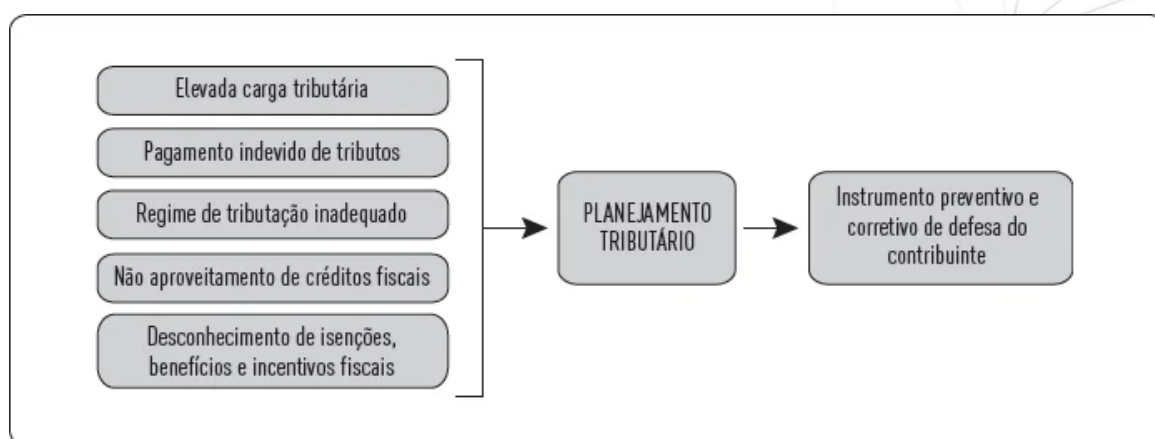 Elevada carga tributária
Pagamento indevido de tributos
Regime de tributação inadequado
Não aproveitamento de créditos fiscais
Desconhecimento de isenções,
benefícios e incentivos fiscais
PLANEJAMENTO
TRIBUTÁRIO
Instrumento preventivo e
corretivo de defesa do
contribuinte